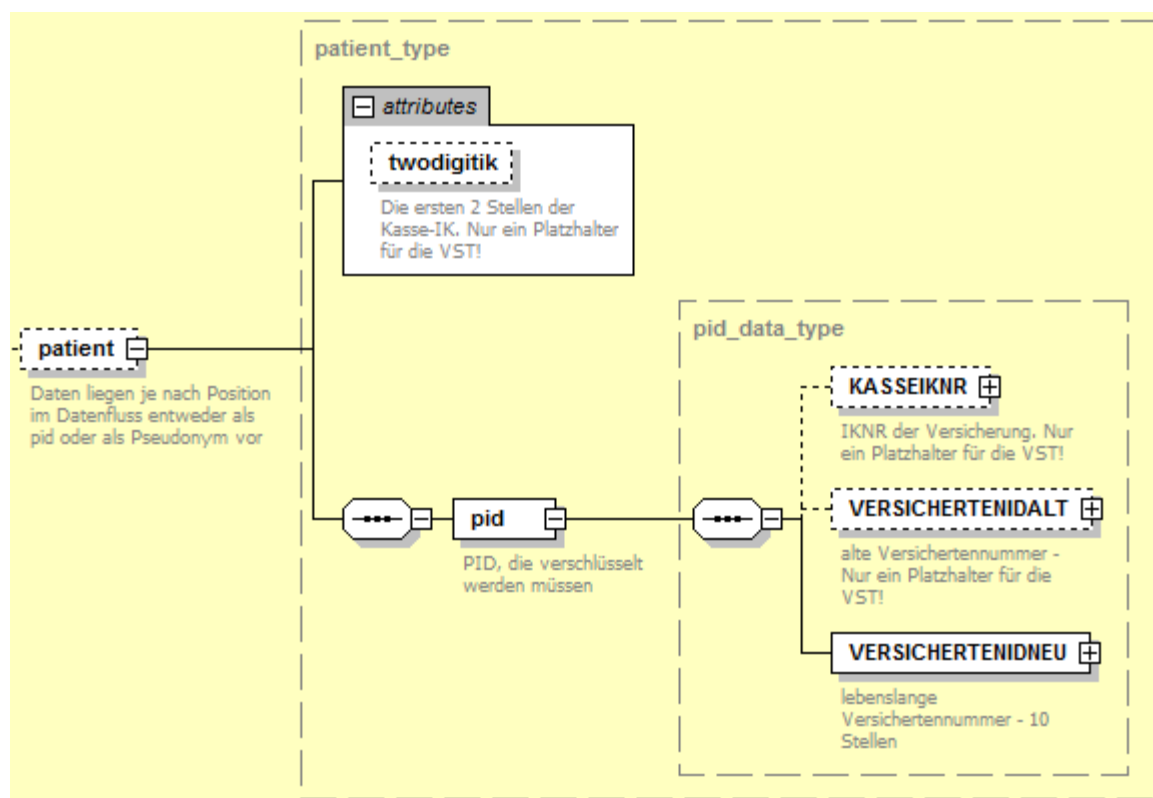 patient_type
attributes
twodigitik
Die ersten 2 Stellen der
Kasse-IK. Nur ein Platzhalter
für die VST!
patient
Daten liegen je nach Position
im Datenfluss entweder als
pid oder als Pseudonym vor
pid
PID, die verschlüsselt
werden müssen
pid_data_type
KASSEIKNR
IKNR der Versicherung. Nur
ein Platzhalter für die VST!
VERSICHERTENIDALT
alte Versichertennummer -
Nur ein Platzhalter für die
VST!
VERSICHERTENIDNEU
lebenslange
Versichertennummer - 10
Stellen